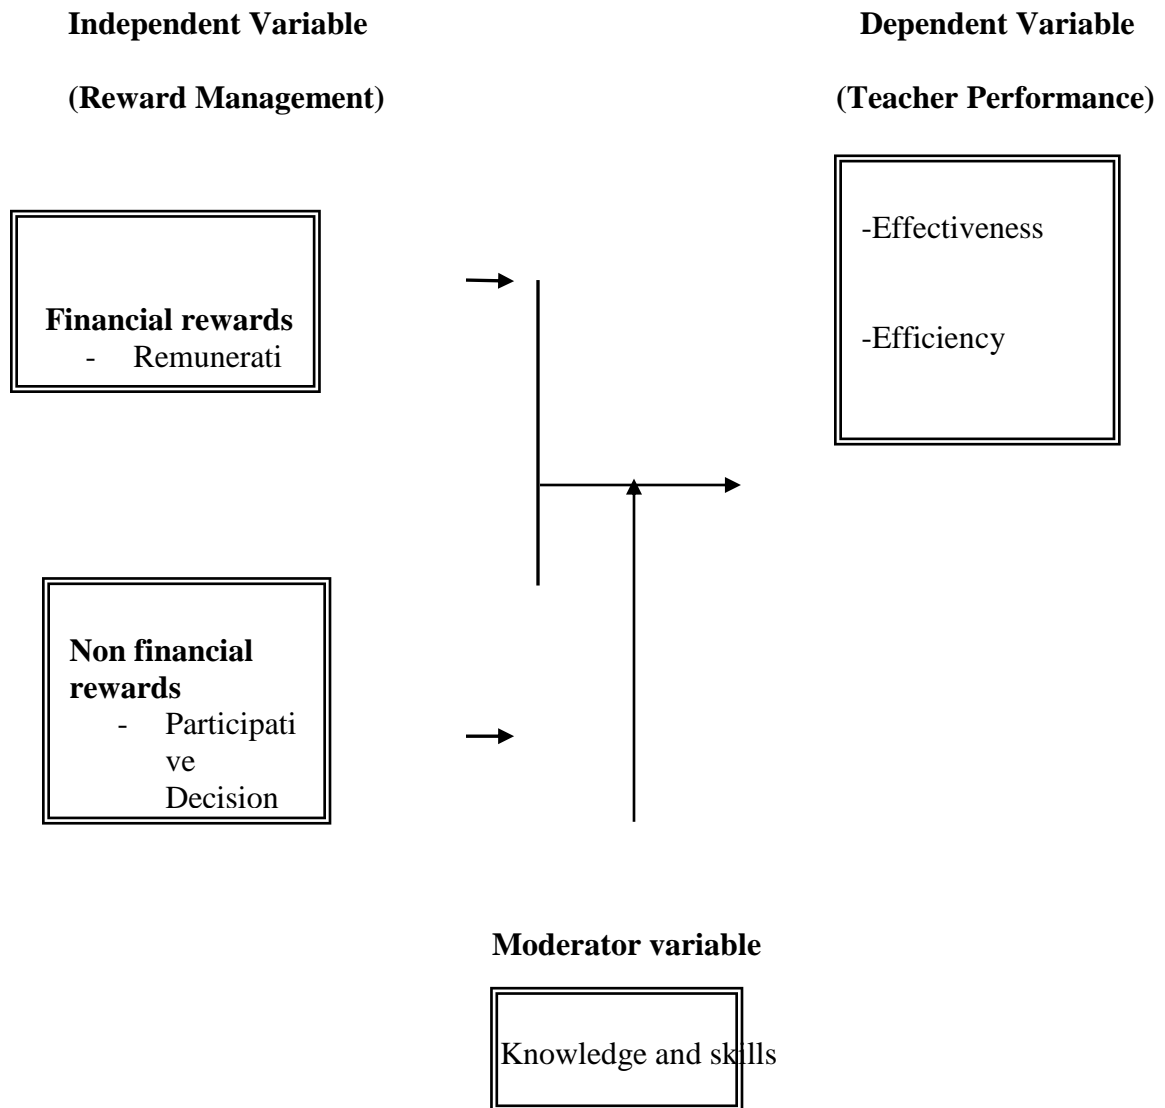 Independent Variable
(Reward Management)
Dependent Variable
(Teacher Performance)
Financial rewards
- Remunerati
-Effectiveness
-Efficiency
Non financial
rewards
- Participati
ve
Decision
Moderator variable
Knowledge and skills